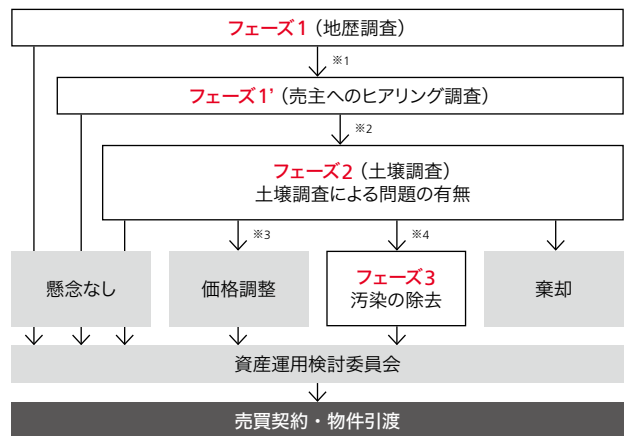 フェーズ1（地歴調査）
※1
フェーズ1’（売主へのヒアリング調査）
※2
フェーズ2（土壌調査）
土壌調査による問題の有無
※3
※4
懸念なし
価格調整
フェーズ3
汚染の除去
棄却
資産運用検討委員会
売買契約・物件引渡